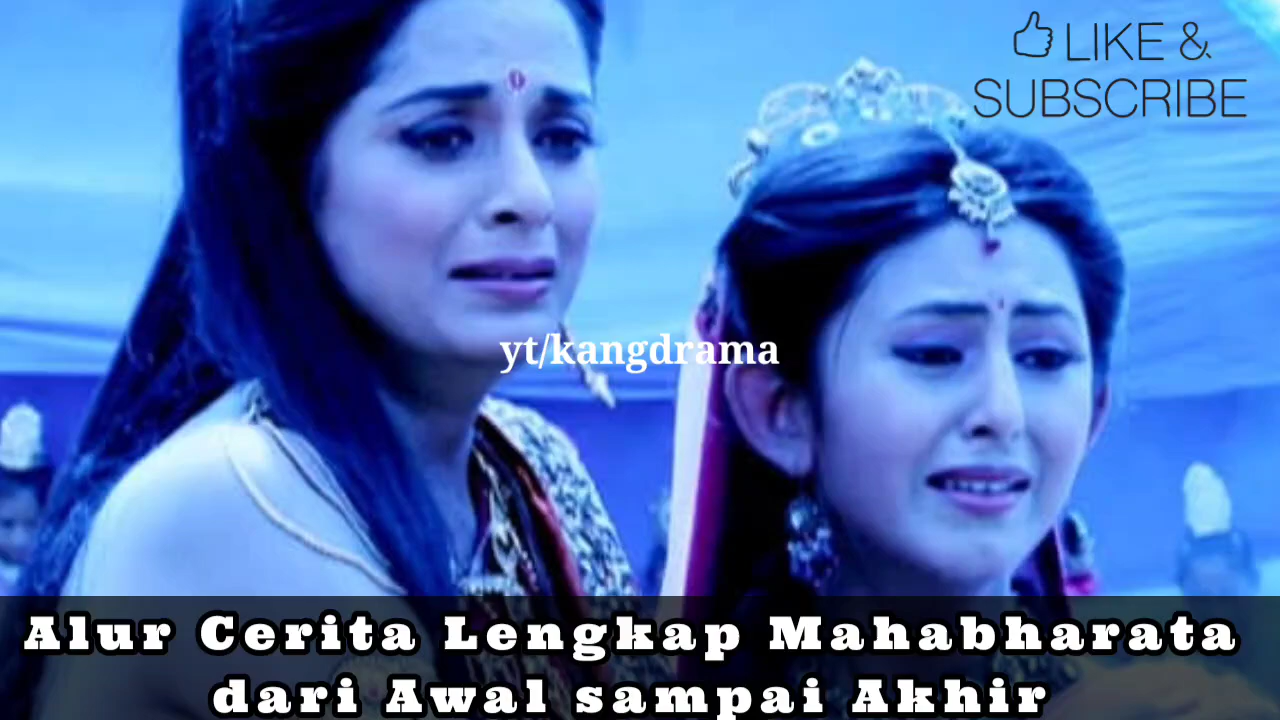 LIKE &
SUBSCRIBE
yt/kangdrama
Alur Cerita Lengkap Mahabharata
dari Awal sampai Akhir